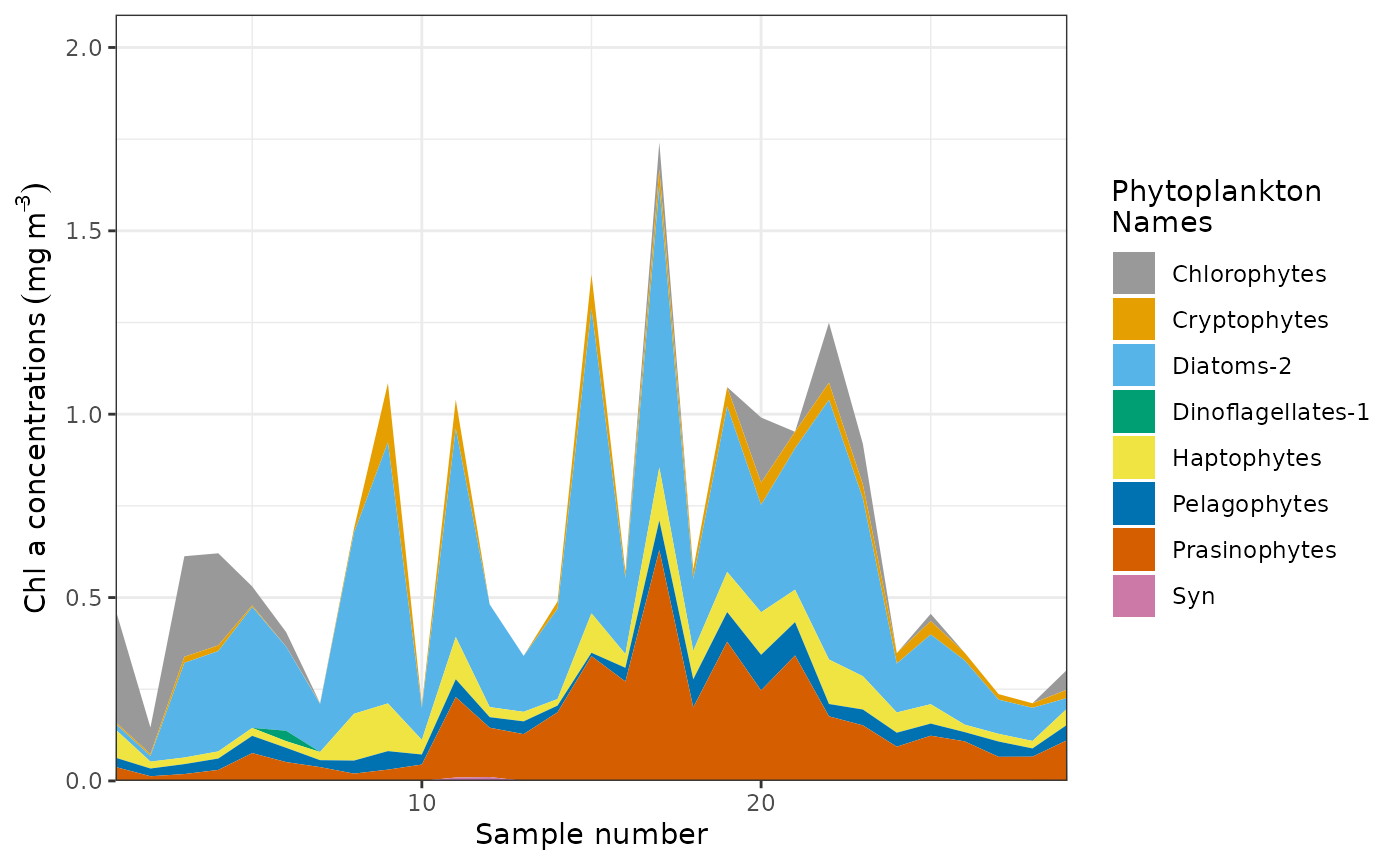 2.0
1.5
1.0
0.5
0.0
10 20
Sample number
Chl a concentrations (mg m⁻³)
Phytoplankton
Names
Chlorophytes
Cryptophytes
Diatoms-2
Dinoflagellates-1
Haptophytes
Pelagophytes
Prasinophytes
Syn